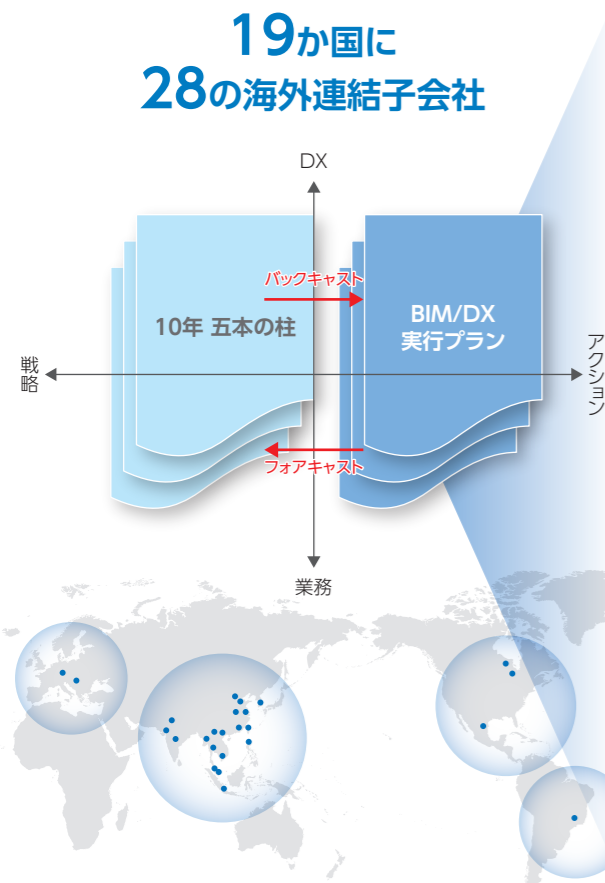 19か国に
28の海外連結子会社
DX
バックキャスト
10年 五本の柱
BIM/DX
実行プラン
戦略
アクション
フォアキャスト
業務